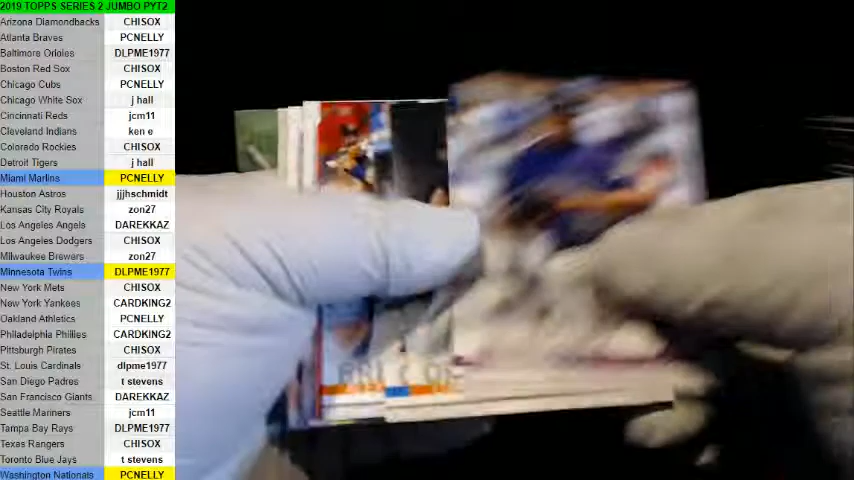 2019 TOPPS SERIES 2 JUMBO PYT2
Arizona Diamondbacks CHISOX
Atlanta Braves PCNELLY
Baltimore Orioles DLPME1977
Boston Red Sox CHISOX
Chicago Cubs PCNELLY
Chicago White Sox j hall
Cincinnati Reds jcm11
Cleveland Indians ken e
Colorado Rockies CHISOX
Detroit Tigers j hall
Miami Marlins PCNELLY
Houston Astros jjjhschmidt
Kansas City Royals zon27
Los Angeles Angels DAREKKAZ
Los Angeles Dodgers CHISOX
Milwaukee Brewers zon27
Minnesota Twins DLPME1977
New York Mets CHISOX
New York Yankees CARDKING2
Oakland Athletics PCNELLY
Philadelphia Phillies CARDKING2
Pittsburgh Pirates CHISOX
St. Louis Cardinals dlpme1977
San Diego Padres t stevens
San Francisco Giants DAREKKAZ
Seattle Mariners jcm11
Tampa Bay Rays DLPME1977
Texas Rangers CHISOX
Toronto Blue Jays t stevens
Washington Nationals PCNELLY